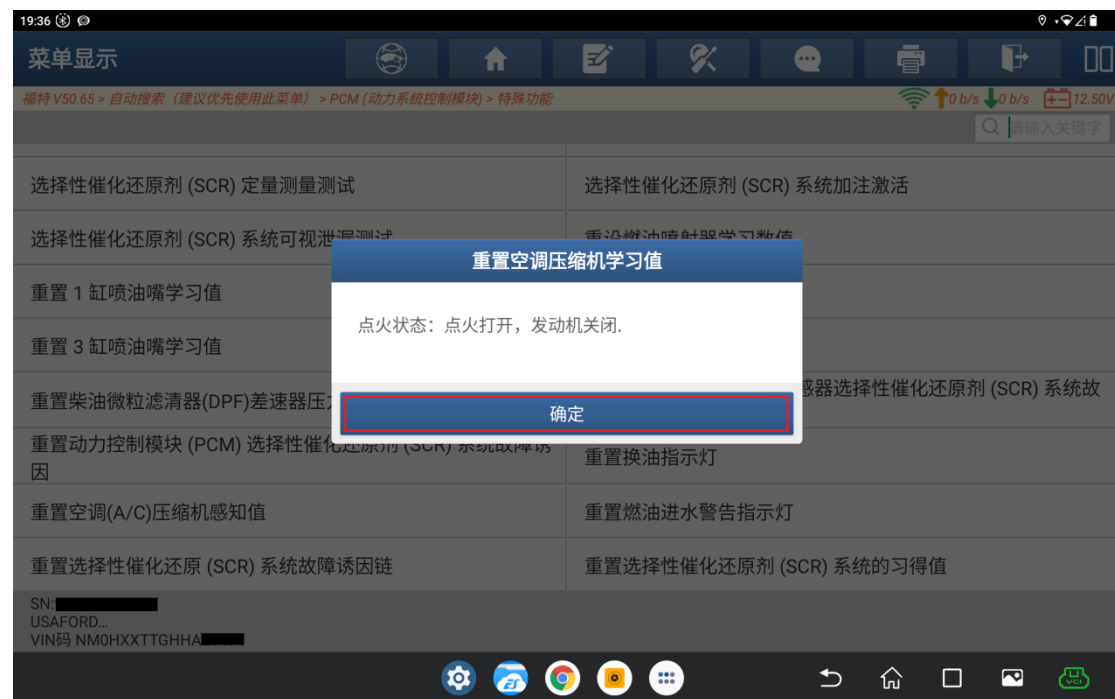 19:36
菜单显示
福特 V50.65 > 自动搜索（建议优先使用此菜单） > PCM (动力系统控制模块) > 特殊功能
0 b/s 0 b/s 12.50V
请输入关键字
选择性催化还原剂 (SCR) 定量测量测试
选择性催化还原剂 (SCR) 系统加注激活
选择性催化还原剂 (SCR) 系统可视泄漏测试
重设燃油喷射器学习数值
重置空调压缩机学习值
重置 1 缸喷油嘴学习值
点火状态：点火打开，发动机关闭.
重置 3 缸喷油嘴学习值
重置柴油微粒滤清器(DPF)差速器压
感器选择性催化还原剂 (SCR) 系统故
确定
重置动力控制模块 (PCM) 选择性催化还原剂 (SCR) 系统故障诱
因
重置换油指示灯
重置空调(A/C)压缩机感知值
重置燃油进水警告指示灯
重置选择性催化还原 (SCR) 系统故障诱因链
重置选择性催化还原剂 (SCR) 系统的习得值
SN:
USAFORD...
VIN码 NM0HXXTTGHHA
VCI